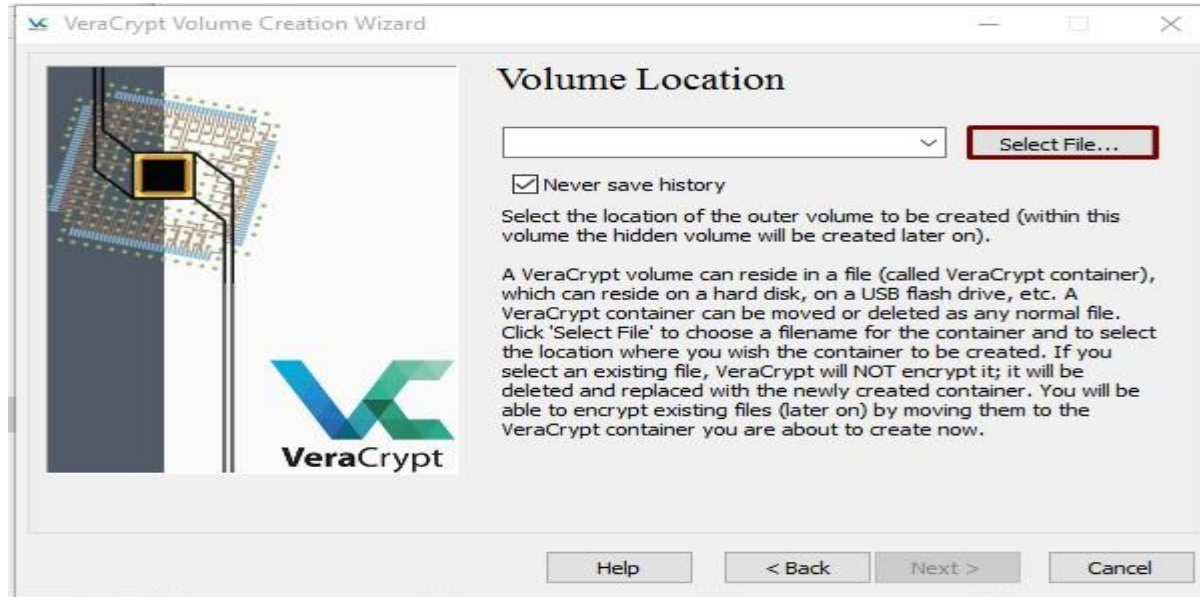 VeraCrypt Volume Creation Wizard
Volume Location
Select File...
Never save history
Select the location of the outer volume to be created (within this
volume the hidden volume will be created later on).
A VeraCrypt volume can reside in a file (called VeraCrypt container),
which can reside on a hard disk, on a USB flash drive, etc. A
VeraCrypt container can be moved or deleted as any normal file.
Click 'Select File' to choose a filename for the container and to select
the location where you wish the container to be created. If you
select an existing file, VeraCrypt will NOT encrypt it; it will be
deleted and replaced with the newly created container. You will be
able to encrypt existing files (later on) by moving them to the
VeraCrypt container you are about to create now.
VeraCrypt
Help
< Back
Next >
Cancel